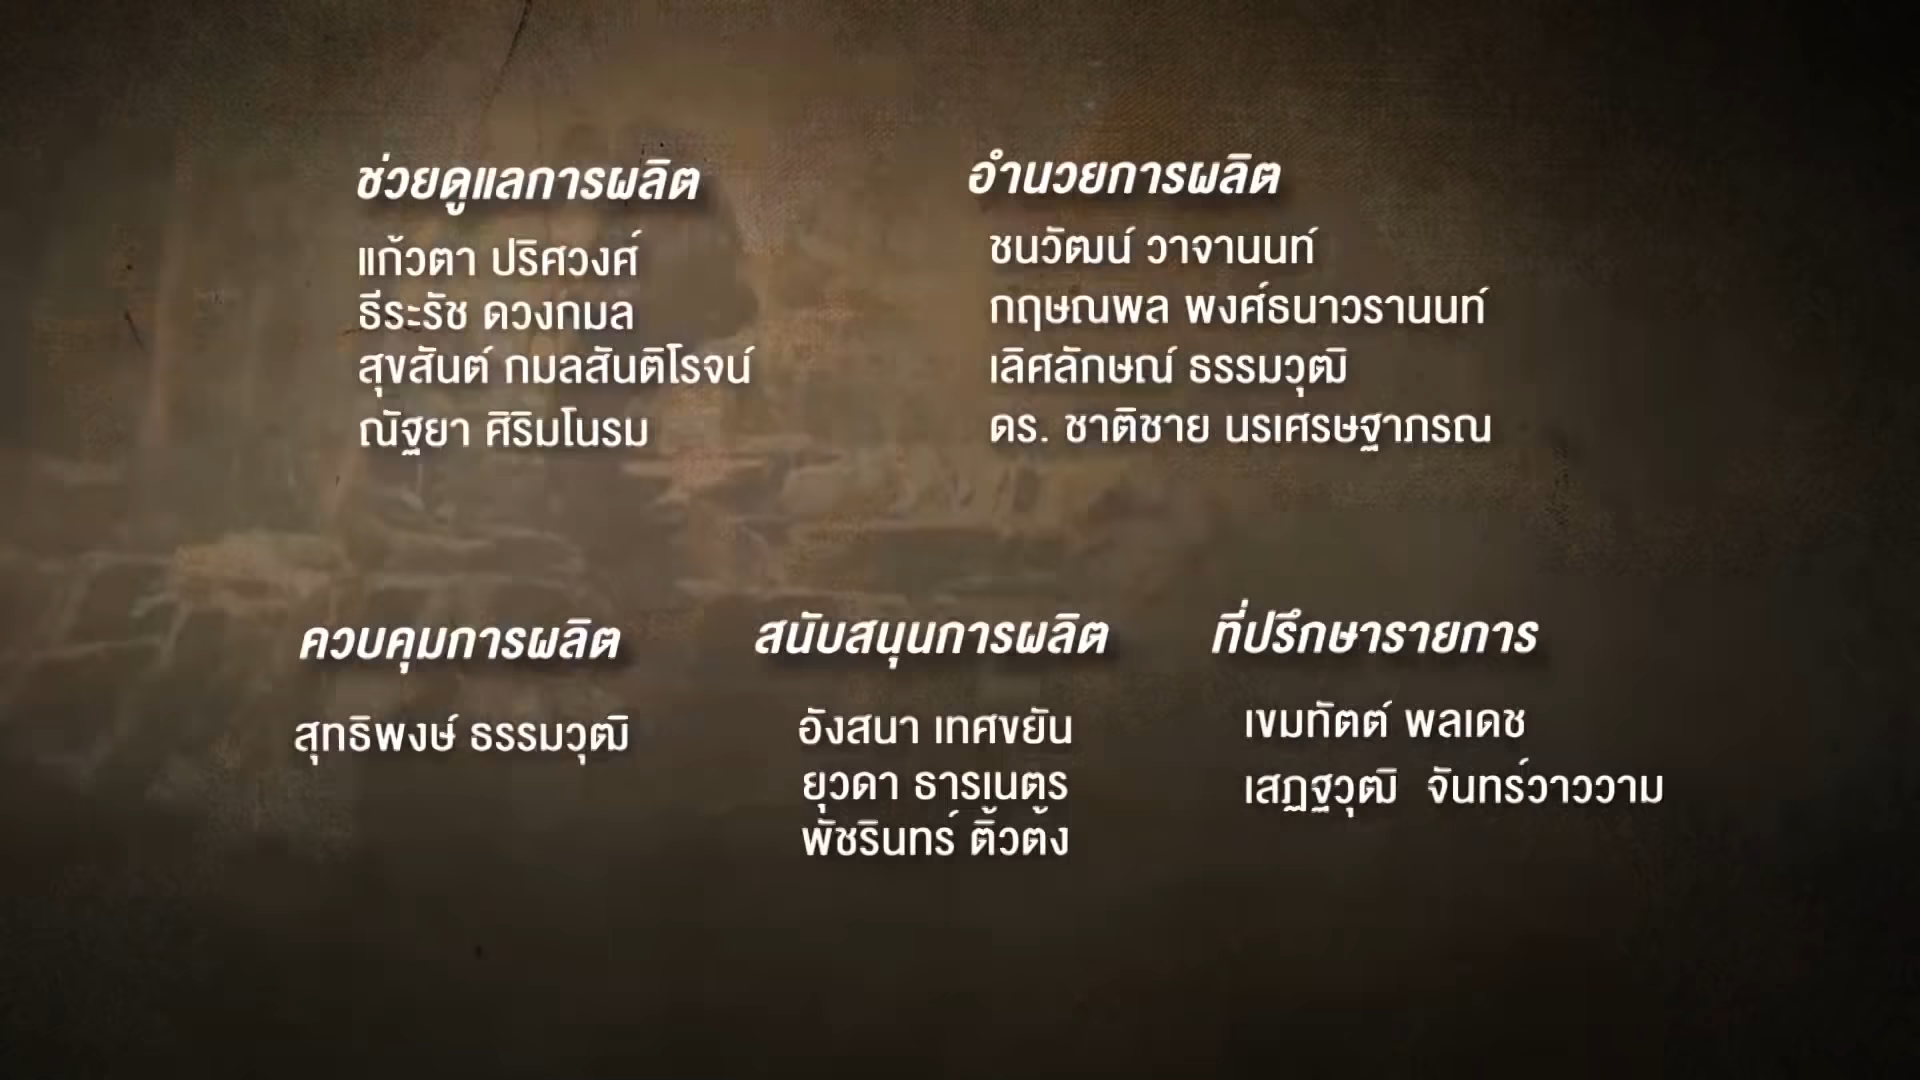 ช่วยดูแลการผลิต
แก้วตา ปริศวงศ์
ธีระรัช ดวงกมล
สุขสันต์ กมลสันติโรจน์
ณัฐยา ศิริมโนรม
อำนวยการผลิต
ชนวัฒน์ วาจานนท์
กฤษณพล พงศ์ธนาวรานนท์
เลิศลักษณ์ ธรรมวุฒิ
ดร. ชาติชาย นรเศรษฐาภรณ
ควบคุมการผลิต
สุทธิพงษ์ ธรรมวุฒิ
สนับสนุนการผลิต
อังสนา เทศขยัน
ยุวดา ธารเนตร
พัชรินทร์ ติ้วต้ง
ที่ปรึกษารายการ
เขมทัตต์ พลเดช
เสฏฐวุฒิ จันทร์วาววาม